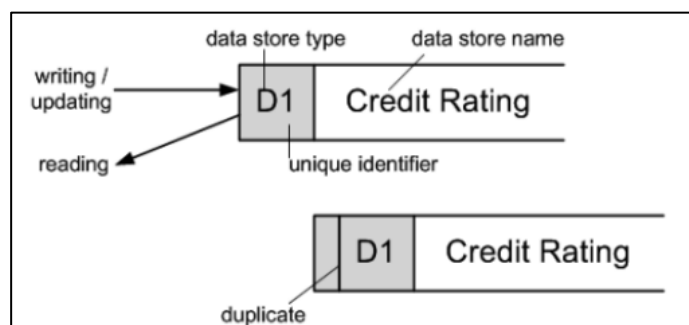 data store type
data store name
writing /
updating
D1
Credit Rating
reading
unique identifier
D1
Credit Rating
duplicate